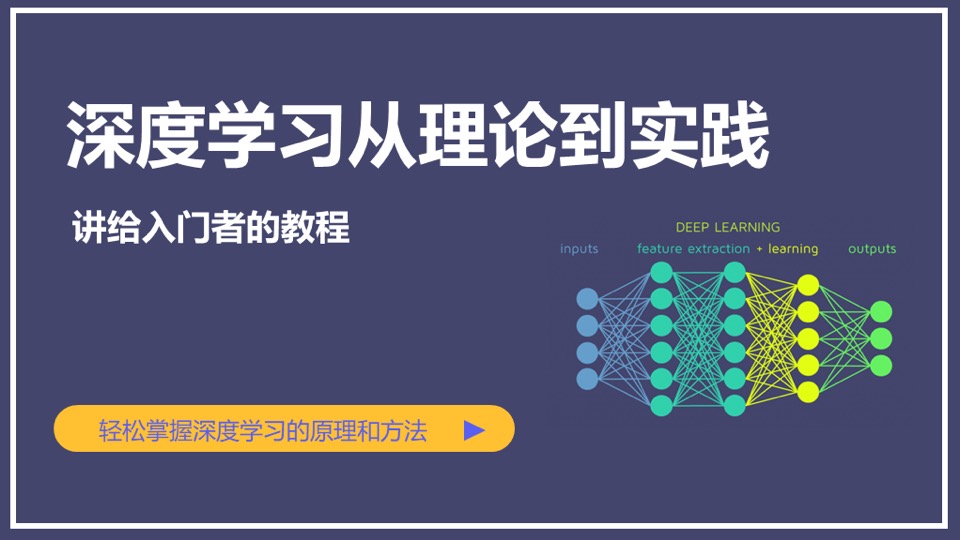 深度学习从理论到实践
讲给入门者的教程
DEEP LEARNING
inputs feature extraction + learning outputs
轻松掌握深度学习的原理和方法